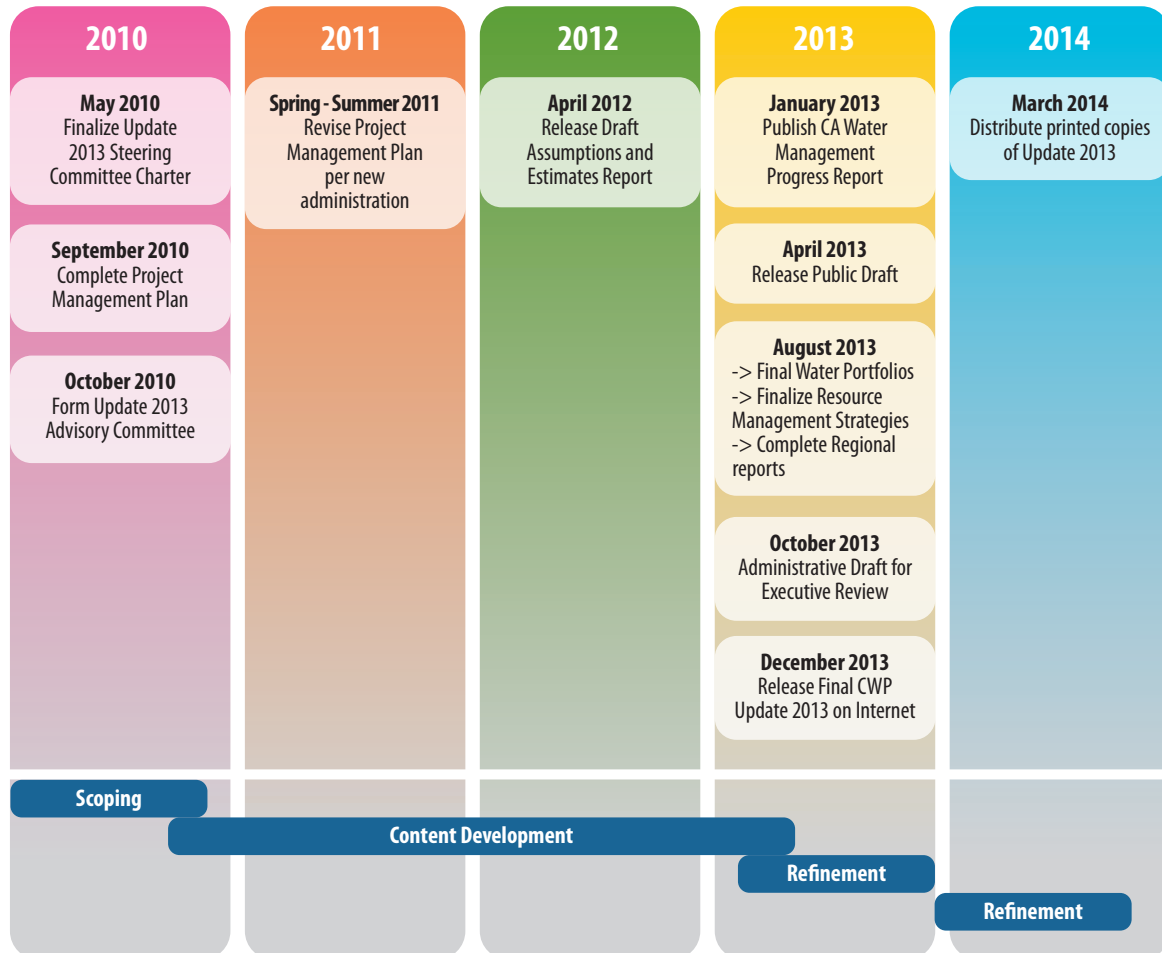 2010
May 2010
Finalize Update
2013 Steering
Committee Charter
September 2010
Complete Project
Management Plan
October 2010
Form Update 2013
Advisory Committee
2011
Spring - Summer 2011
Revise Project
Management Plan
per new
administration
2012
April 2012
Release Draft
Assumptions and
Estimates Report
2013
January 2013
Publish CA Water
Management
Progress Report
April 2013
Release Public Draft
August 2013
-> Final Water Portfolios
-> Finalize Resource
Management Strategies
-> Complete Regional
reports
October 2013
Administrative Draft for
Executive Review
December 2013
Release Final CWP
Update 2013 on Internet
2014
March 2014
Distribute printed copies
of Update 2013
Scoping
Content Development
Refinement
Refinement